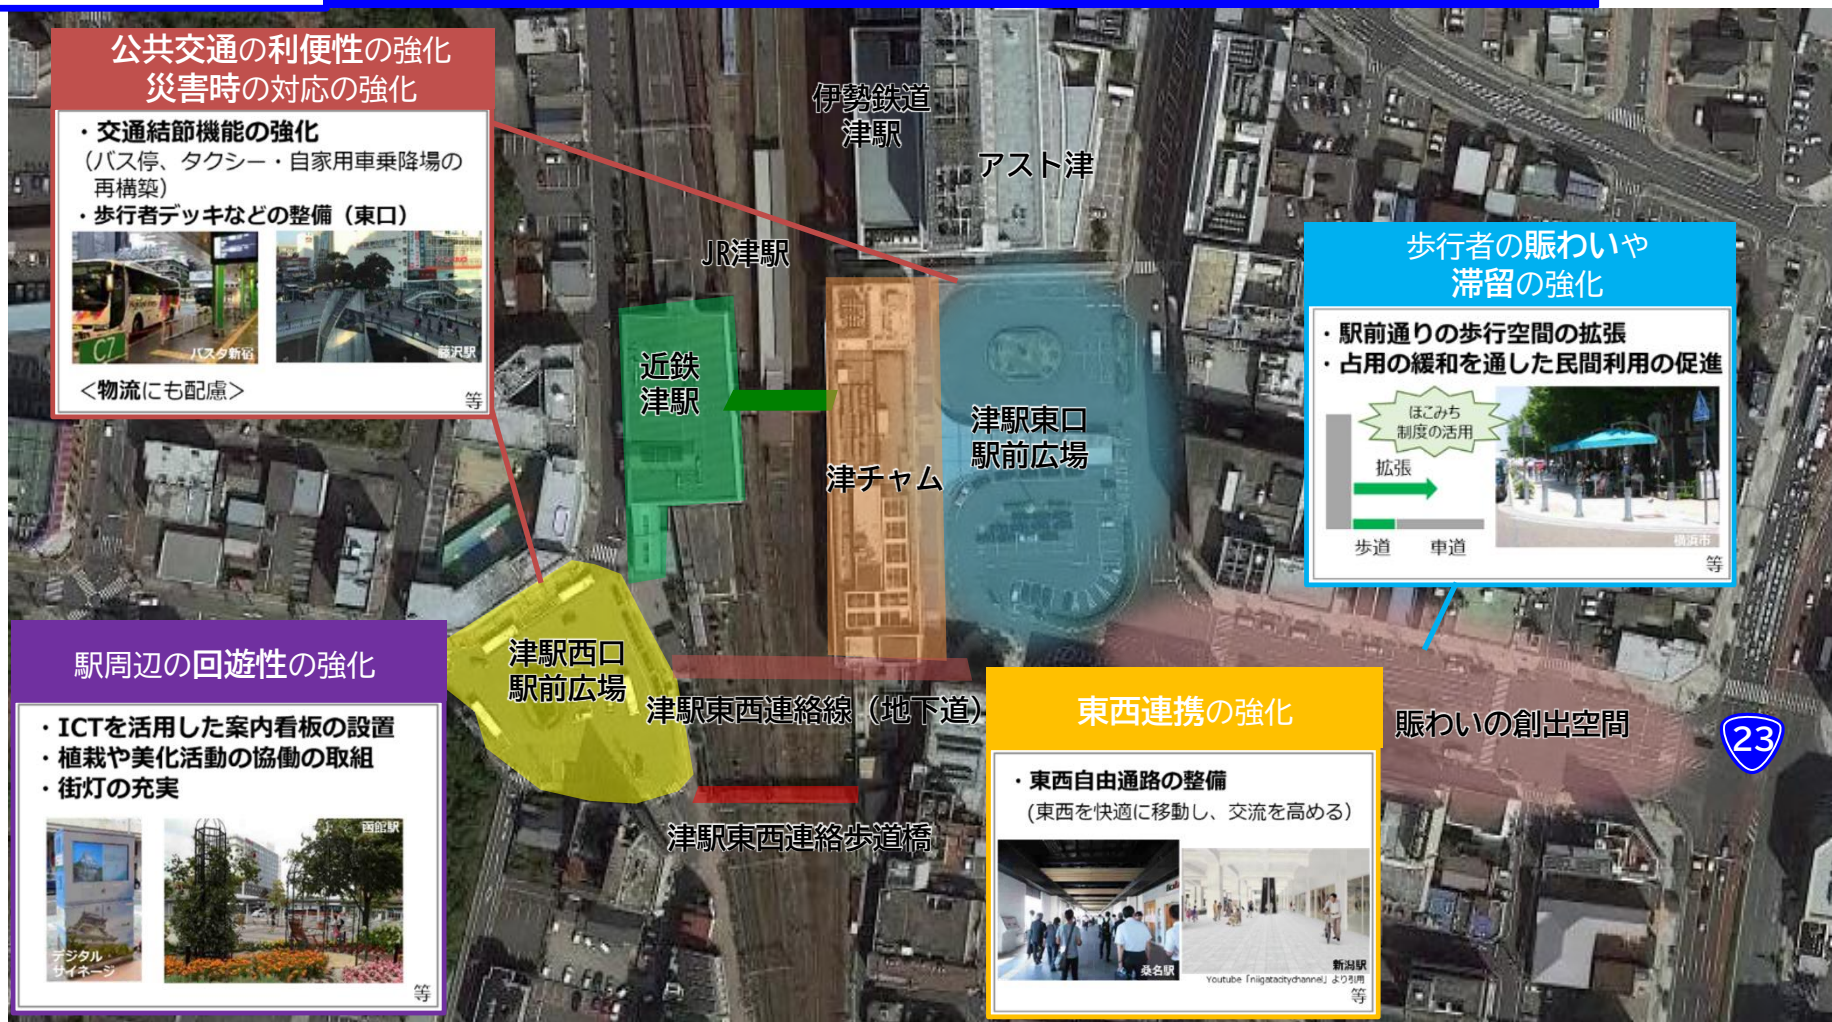 公共交通の利便性の強化
災害時の対応の強化
・交通結節機能の強化
（バス停、タクシー・自家用車乗降場の
再構築）
・歩行者デッキなどの整備（東口）
C7
バスタ新宿
藤沢駅
＜物流にも配慮＞
等
伊勢鉄道
津駅
アスト津
JR津駅
近鉄
津駅
津チャム
津駅東口
駅前広場
歩行者の賑わいや
滞留の強化
・駅前通りの歩行空間の拡張
・占用の緩和を通した民間利用の促進
ほこみち
制度の活用
拡張
歩道
車道
横浜市
等
津駅西口
駅前広場
津駅東西連絡線（地下道）
津駅東西連絡歩道橋
賑わいの創出空間
23
駅周辺の回遊性の強化
・ICTを活用した案内看板の設置
・植栽や美化活動の協働の取組
・街灯の充実
デジタル
サイネージ
函館駅
等
東西連携の強化
・東西自由通路の整備
(東西を快適に移動し、交流を高める）
桑名駅
新潟駅
Youtube「niigatacitychannel」より引用
等